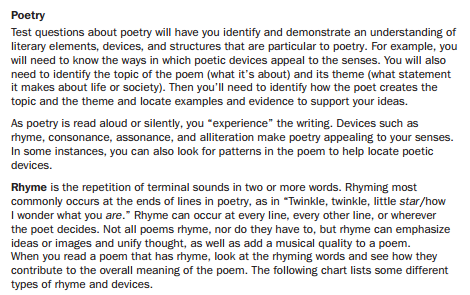 Poetry
Test questions about poetry will have you identify and demonstrate an understanding of
literary elements, devices, and structures that are particular to poetry. For example, you
will need to know the ways in which poetic devices appeal to the senses. You will also
need to identify the topic of the poem (what it's about) and its theme (what statement
it makes about life or society). Then you'll need to identify how the poet creates the
topic and the theme and locate examples and evidence to support your ideas.
As poetry is read aloud or silently, you “experience” the writing. Devices such as
rhyme, consonance, assonance, and alliteration make poetry appealing to your senses.
In some instances, you can also look for patterns in the poem to help locate poetic
devices.
Rhyme is the repetition of terminal sounds in two or more words. Rhyming most
commonly occurs at the ends of lines in poetry, as in “Twinkle, twinkle, little star/how
I wonder what you are.” Rhyme can occur at every line, every other line, or wherever
the poet decides. Not all poems rhyme, nor do they have to, but rhyme can emphasize
ideas or images and unify thought, as well as add a musical quality to a poem.
When you read a poem that has rhyme, look at the rhyming words and see how they
contribute to the overall meaning of the poem. The following chart lists some different
types of rhyme and devices.